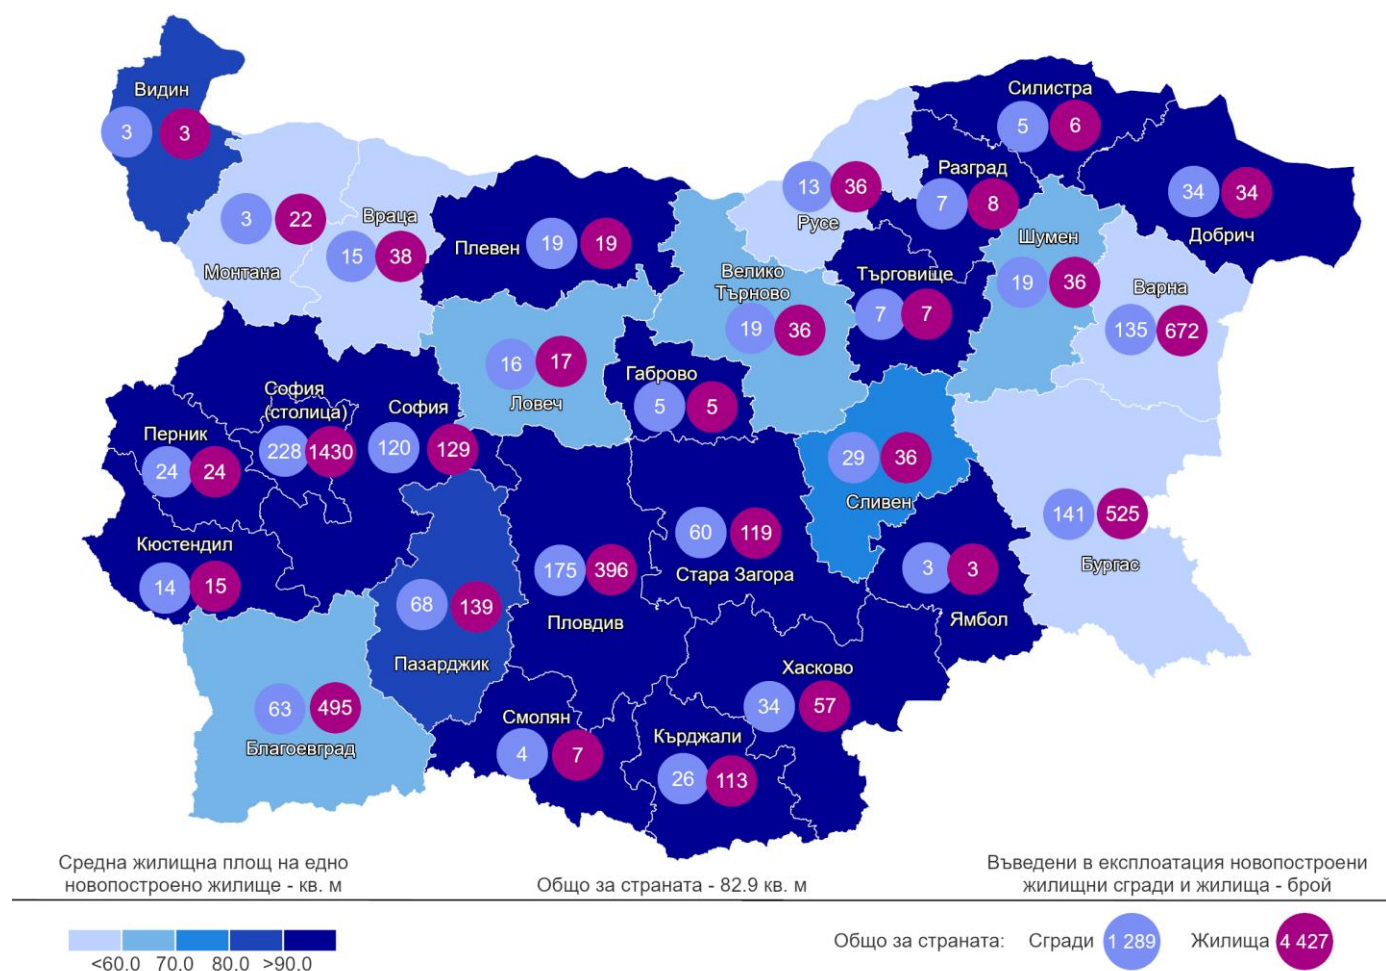 Видин
3 3
Силистра
5 6
Разград
7 8
13 36
Русе
34 34
Добрич
3 22
Монтана
Враца
15 38
Плевен 19 19
Велико
Търново
19 36
Търговище
7 7
Шумен
19 36
Варна
135 672
16 17
Ловеч
Габрово
5 5
София
(столица)
228 1430
София
120 129
Перник
24 24
29 36
Сливен
141 525
Бургас
Кюстендил
14 15
60 119
Стара Загора
175 396
Пловдив
3 3
Ямбол
68 139
Пазарджик
63 495
Благоевград
Хасково
34 57
Смолян
4 7
Кърджали
26 113
Средна жилищна площ на едно
новопостроено жилище - кв. м
Общо за страната - 82.9 кв. м
Въведени в експлоатация новопостроени
жилищни сгради и жилища - брой
<60.0 70.0 80.0 >90.0
Общо за страната: Сгради 1 289 Жилища 4 427